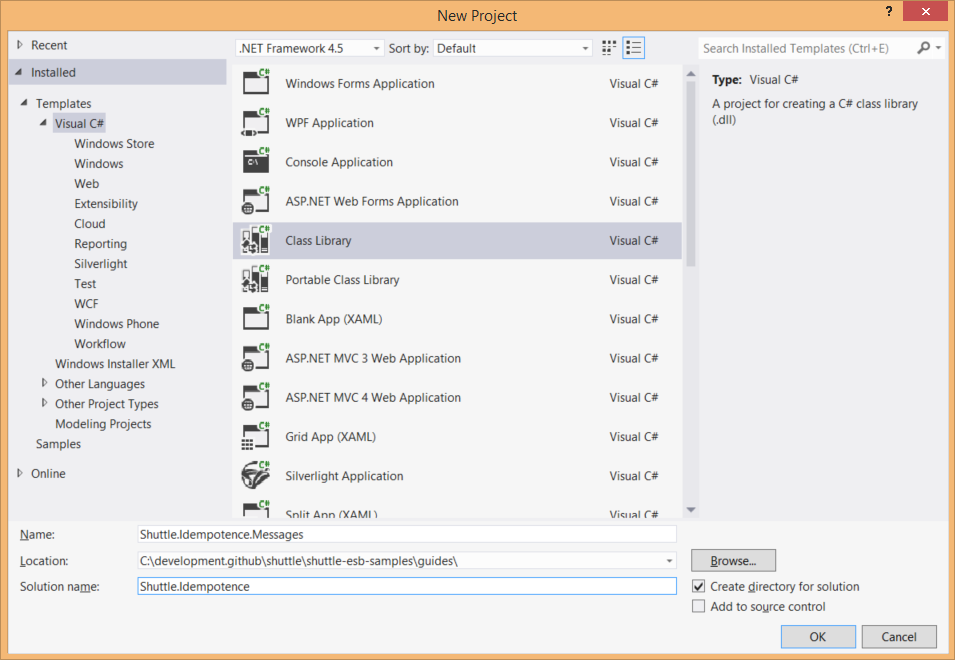 New Project
?
Recent
Installed
Templates
Visual C#
Windows Store
Windows
Web
Extensibility
Cloud
Reporting
Silverlight
Test
WCF
Windows Phone
Workflow
Windows Installer XML
Other Languages
Other Project Types
Modeling Projects
Samples
Online
.NET Framework 4.5 Sort by: Default
C# Windows Forms Application Visual C#
C# WPF Application Visual C#
C# C:\ Console Application Visual C#
C# ASP.NET Web Forms Application Visual C#
C# Class Library Visual C#
C# Portable Class Library Visual C#
C# Blank App (XAML) Visual C#
C# ASP.NET MVC 3 Web Application Visual C#
C# ASP.NET MVC 4 Web Application Visual C#
C# Grid App (XAML) Visual C#
C# Silverlight Application Visual C#
C# Split App (XAML) Visual C#
Search Installed Templates (Ctrl+E)
Type: Visual C#
A project for creating a C# class library
(.dll)
Name: Shuttle.Idempotence.Messages
Location: C:\development.github\shuttle\shuttle-esb-samples\guides\ Browse...
Solution name: Shuttle.Idempotence
Create directory for solution
Add to source control
OK Cancel